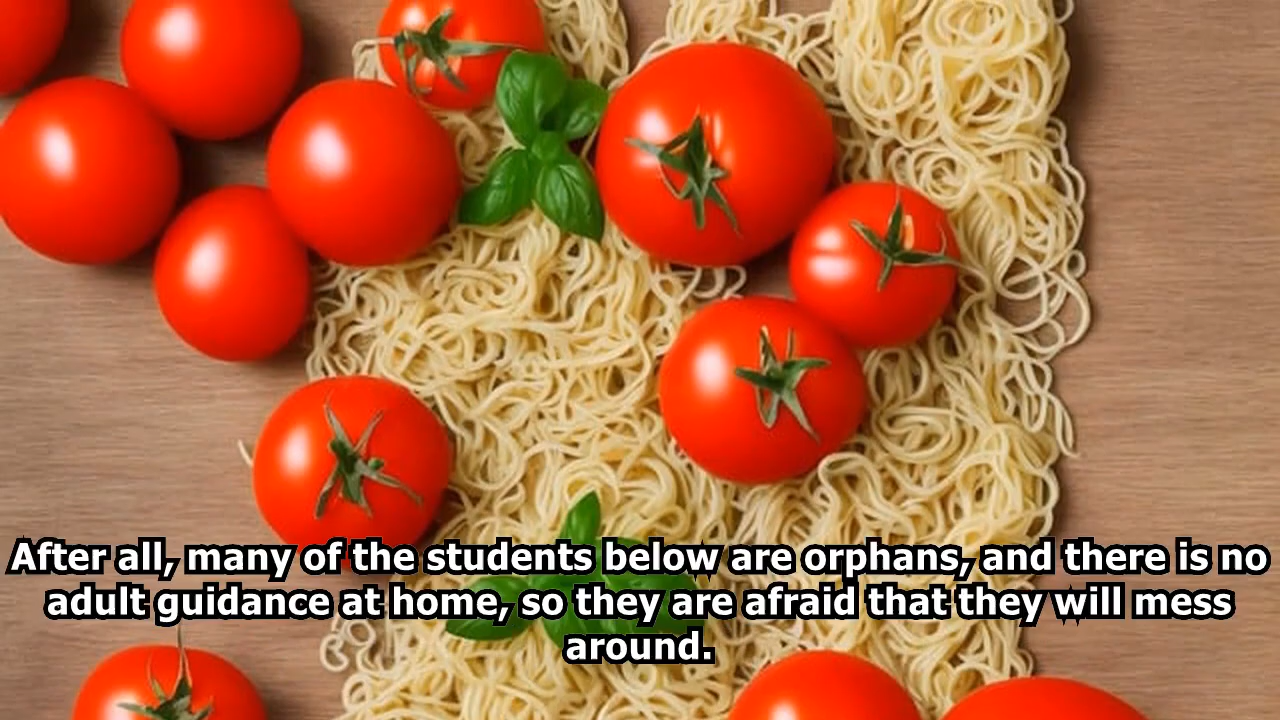 After all, many of the students below are orphans, and there is no
adult guidance at home, so they are afraid that they will mess
around.